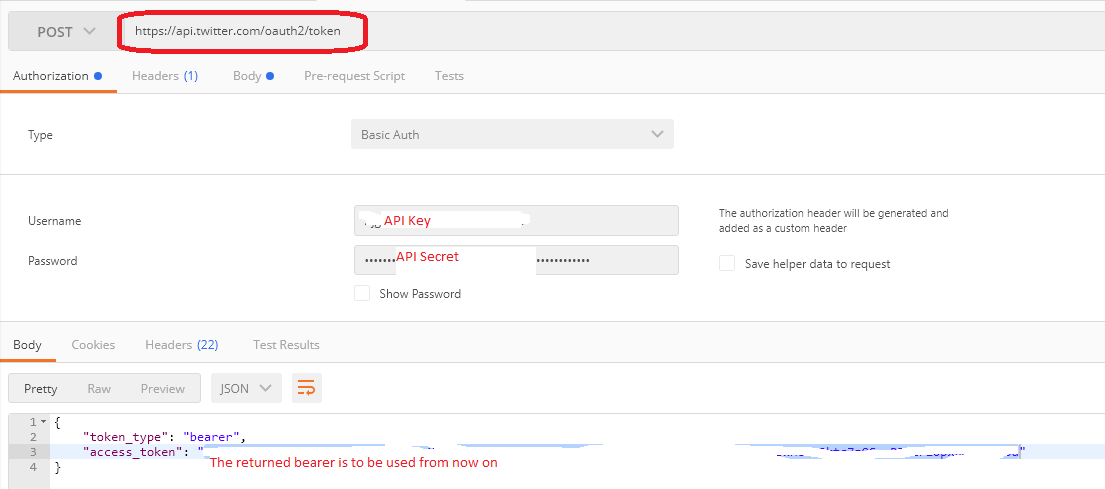 POST https://api.twitter.com/oauth2/token
Authorization Headers (1) Body Pre-request Script Tests
Type Basic Auth
Username API Key The authorization header will be generated and
added as a custom header
Password API Secret
Save helper data to request
Show Password
Body Cookies Headers (22) Test Results
Pretty Raw Preview JSON
1 {
2 "token_type": "bearer",
3 "access_token": "
The returned bearer is to be used from now on
4 }